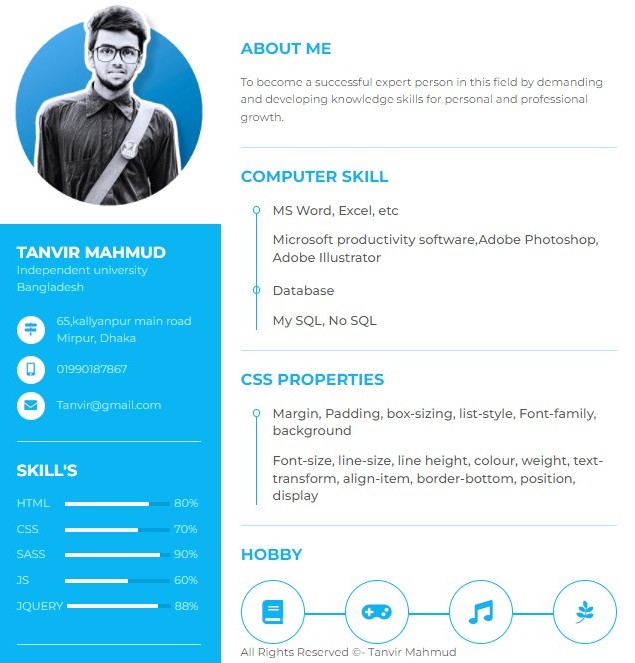 TANVIR MAHMUD
Independent university
Bangladesh
65,kallyanpur main road
Mirpur, Dhaka
01990187867
Tanvir@gmail.com
SKILL'S
HTML 80%
CSS 70%
SASS 90%
JS 60%
JQUERY 88%
ABOUT ME
To become a successful expert person in this field by demanding
and developing knowledge skills for personal and professional
growth.
COMPUTER SKILL
MS Word, Excel, etc
Microsoft productivity software,Adobe Photoshop,
Adobe Illustrator
Database
My SQL, No SQL
CSS PROPERTIES
Margin, Padding, box-sizing, list-style, Font-family,
background
Font-size, line-size, line height, colour, weight, text-
transform, align-item, border-bottom, position,
display
HOBBY
All Rights Reserved ©- Tanvir Mahmud